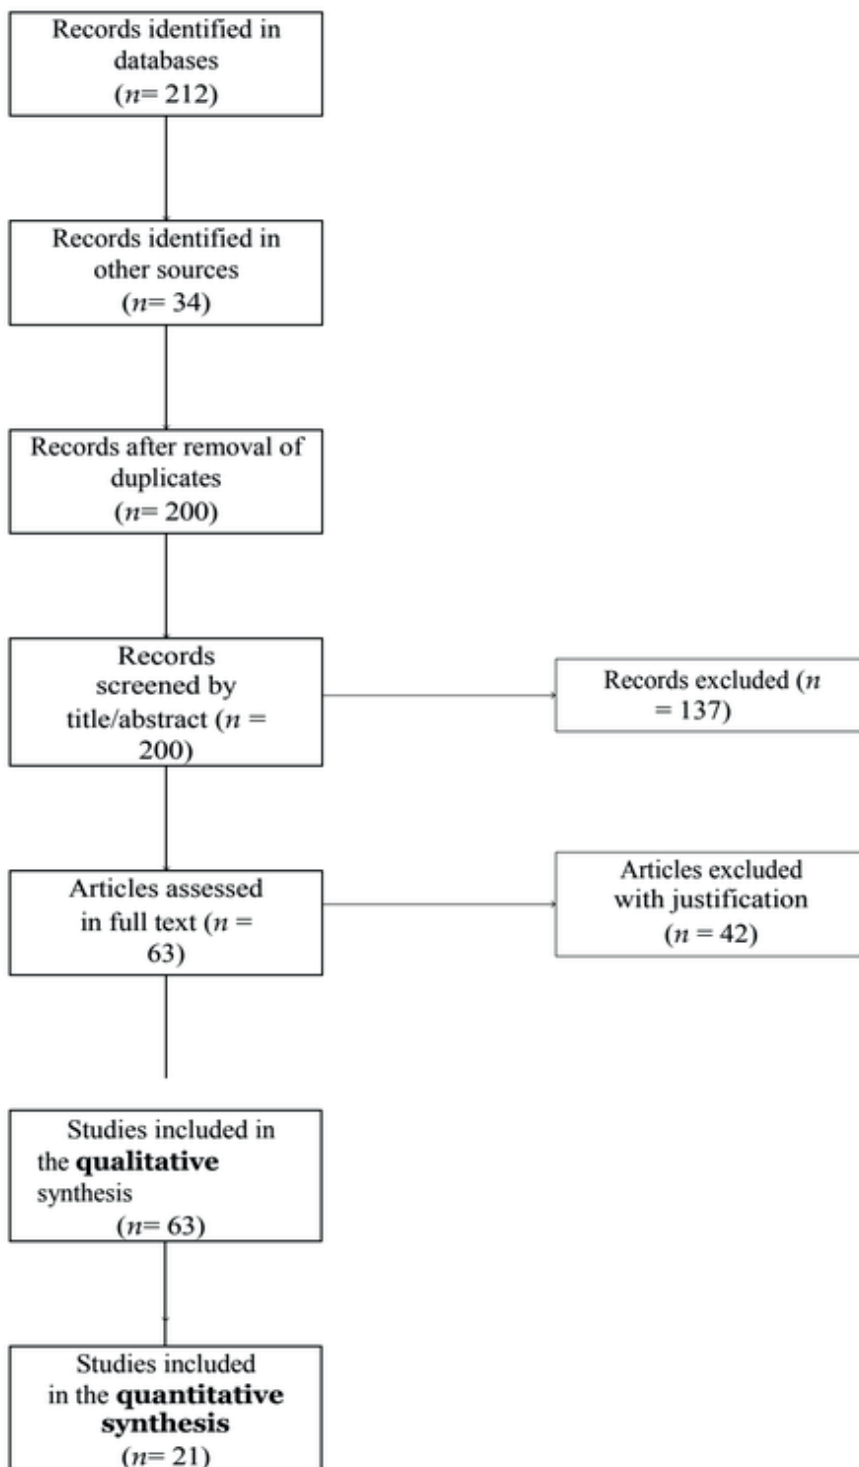 Records identified in
databases
(n= 212)
Records identified in
other sources
(n= 34)
Records after removal of
duplicates
(n= 200)
Records
screened by
title/abstract (n =
200)
Records excluded (n
= 137)
Articles assessed
in full text (n =
63)
Articles excluded
with justification
(n = 42)
Studies included in
the qualitative
synthesis
(n= 63)
Studies included
in the quantitative
synthesis
(n= 21)